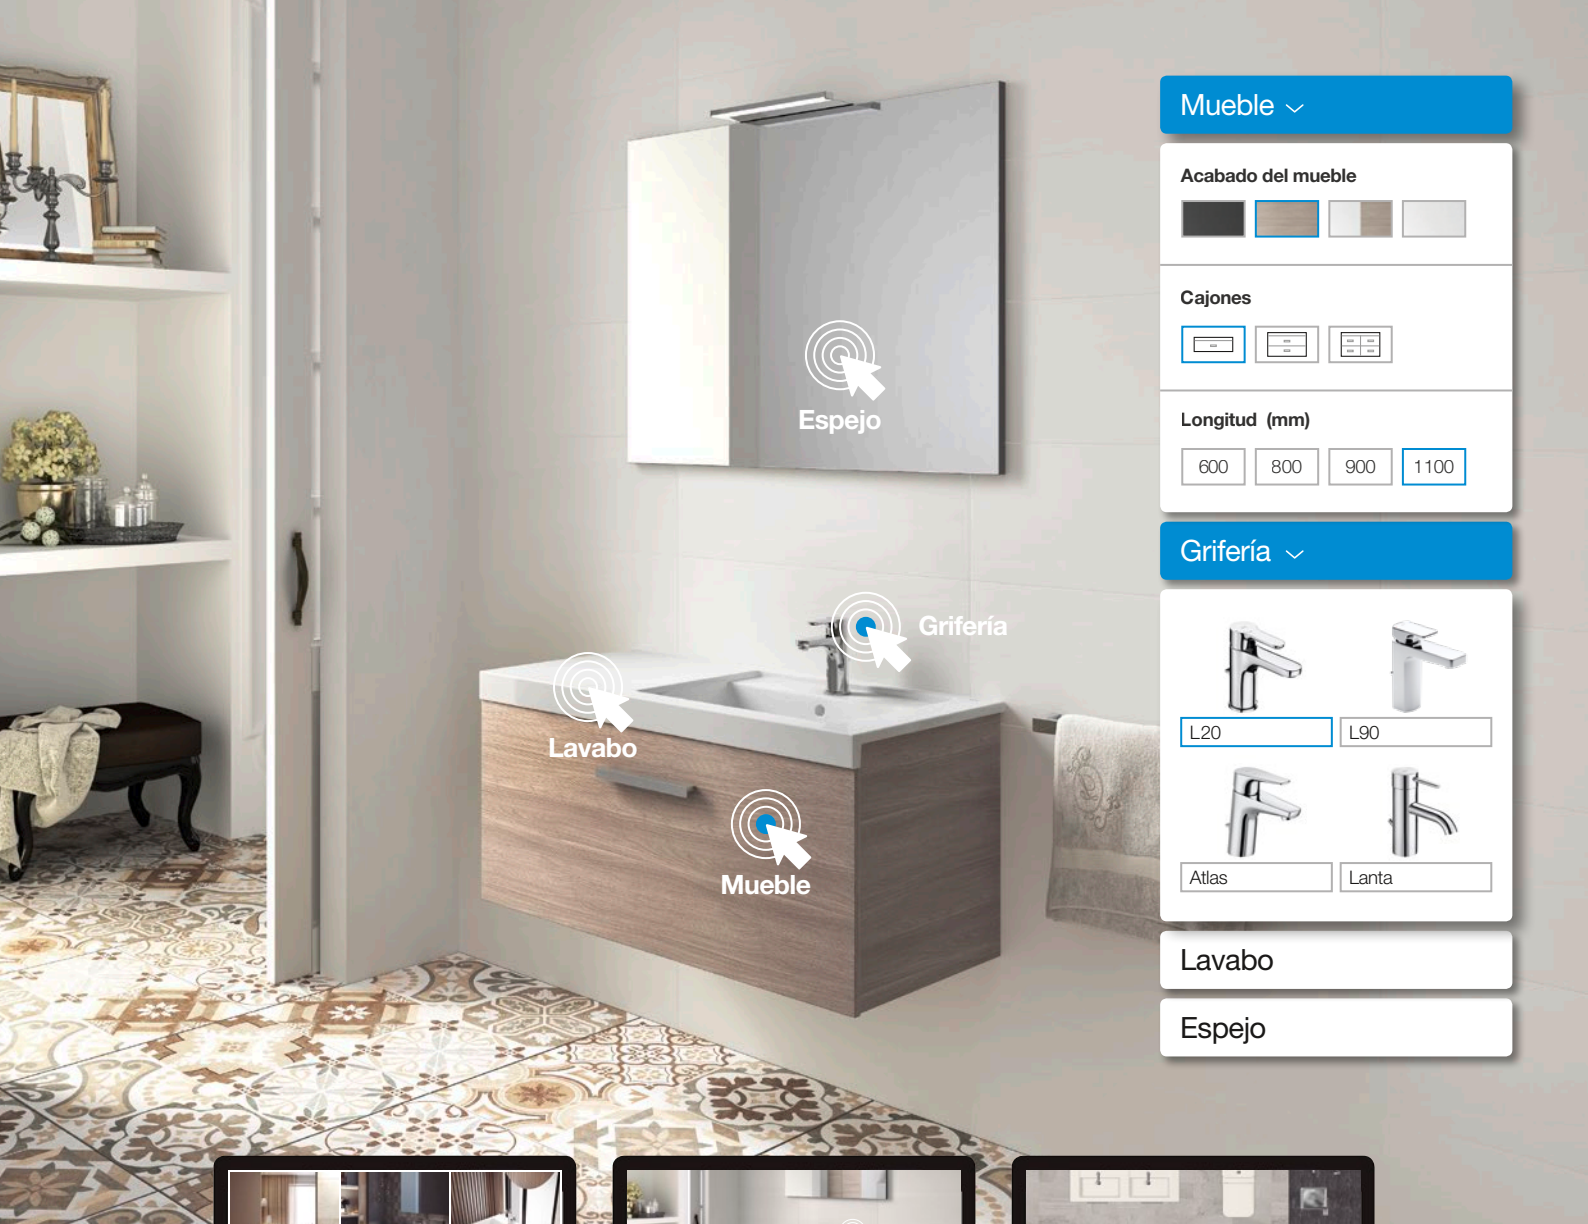 Espejo
Grifería
Lavabo
Mueble
Mueble
Acabado del mueble
Cajones
Longitud (mm)
600 800 900 1100
Grifería
L20 L90
Atlas Lanta
Lavabo
Espejo